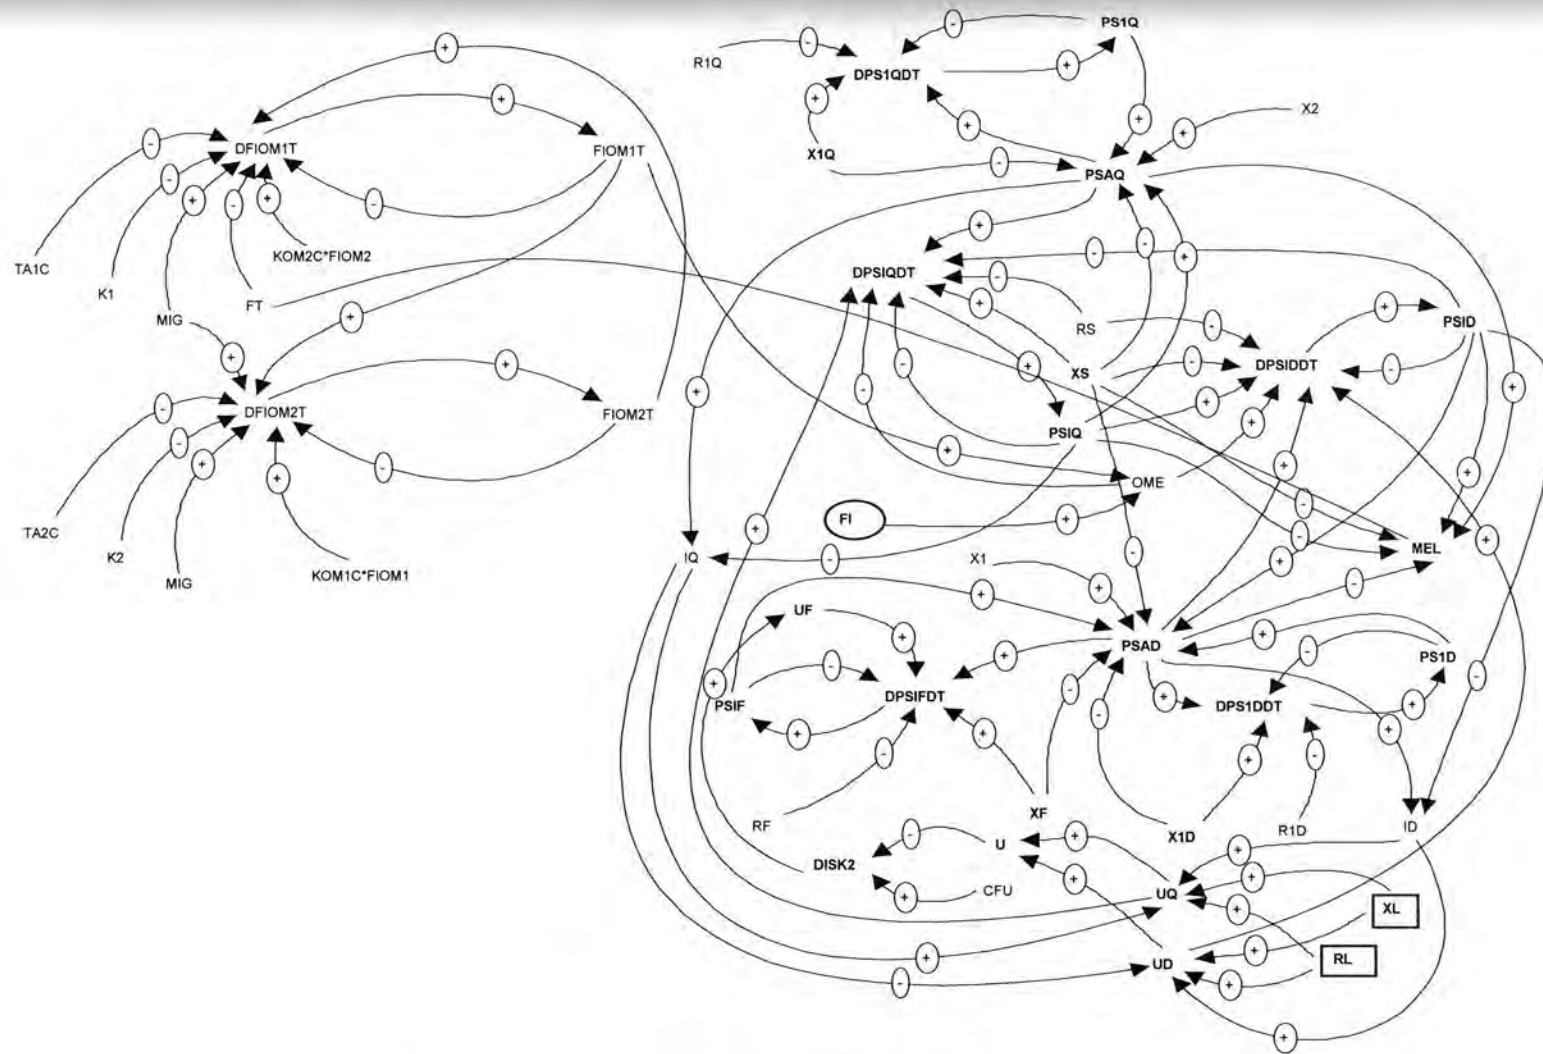 PS1Q
R1Q
DPS1QDT
X2
DFIOM1T
FIOM1T
X1Q
PSAQ
KOM2C*FIOM2
TA1C
DPSIQDT
K1
FT
MIG
RS
PSID
DPSIDDT
XS
DFIOM2T
FIOM2T
PSIQ
OME
FI
TA2C
K2
MEL
IQ
X1
KOM1C*FIOM1
MIG
UF
PSAD
PS1D
PSIF
DPSIFDT
DPS1DDT
XF
RF
X1D
R1D
ID
U
DISK2
CFU
UQ
XL
RL
UD